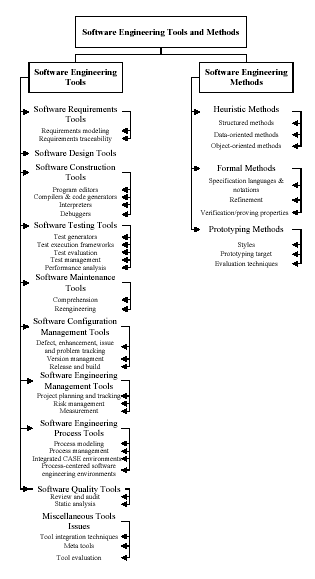 Software Engineering Tools and Methods
Software Engineering
Tools
Software Requirements
Tools
Requirements modeling
Requirements traceability
Software Design Tools
Software Construction
Tools
Program editors
Compilers & code generators
Interpreters
Debuggers
Software Testing Tools
Test generators
Test execution frameworks
Test evaluation
Test management
Performance analysis
Software Maintenance
Tools
Comprehension
Reengineering
Software Configuration
Management Tools
Defect, enhancement, issue
and problem tracking
Version managment
Release and build
Software Engineering
Management Tools
Project planning and tracking
Risk management
Measurement
Software Engineering
Process Tools
Process modeling
Process management
Integrated CASE environments
Process-centered software
engineering environments
Software Quality Tools
Review and audit
Static analysis
Miscellaneous Tools
Issues
Tool integration techniques
Meta tools
Tool evaluation
Software Engineering
Methods
Heuristic Methods
Structured methods
Data-oriented methods
Object-oriented methods
Formal Methods
Specification languages &
notations
Refinement
Verification/proving properties
Prototyping Methods
Styles
Prototyping target
Evaluation techniques